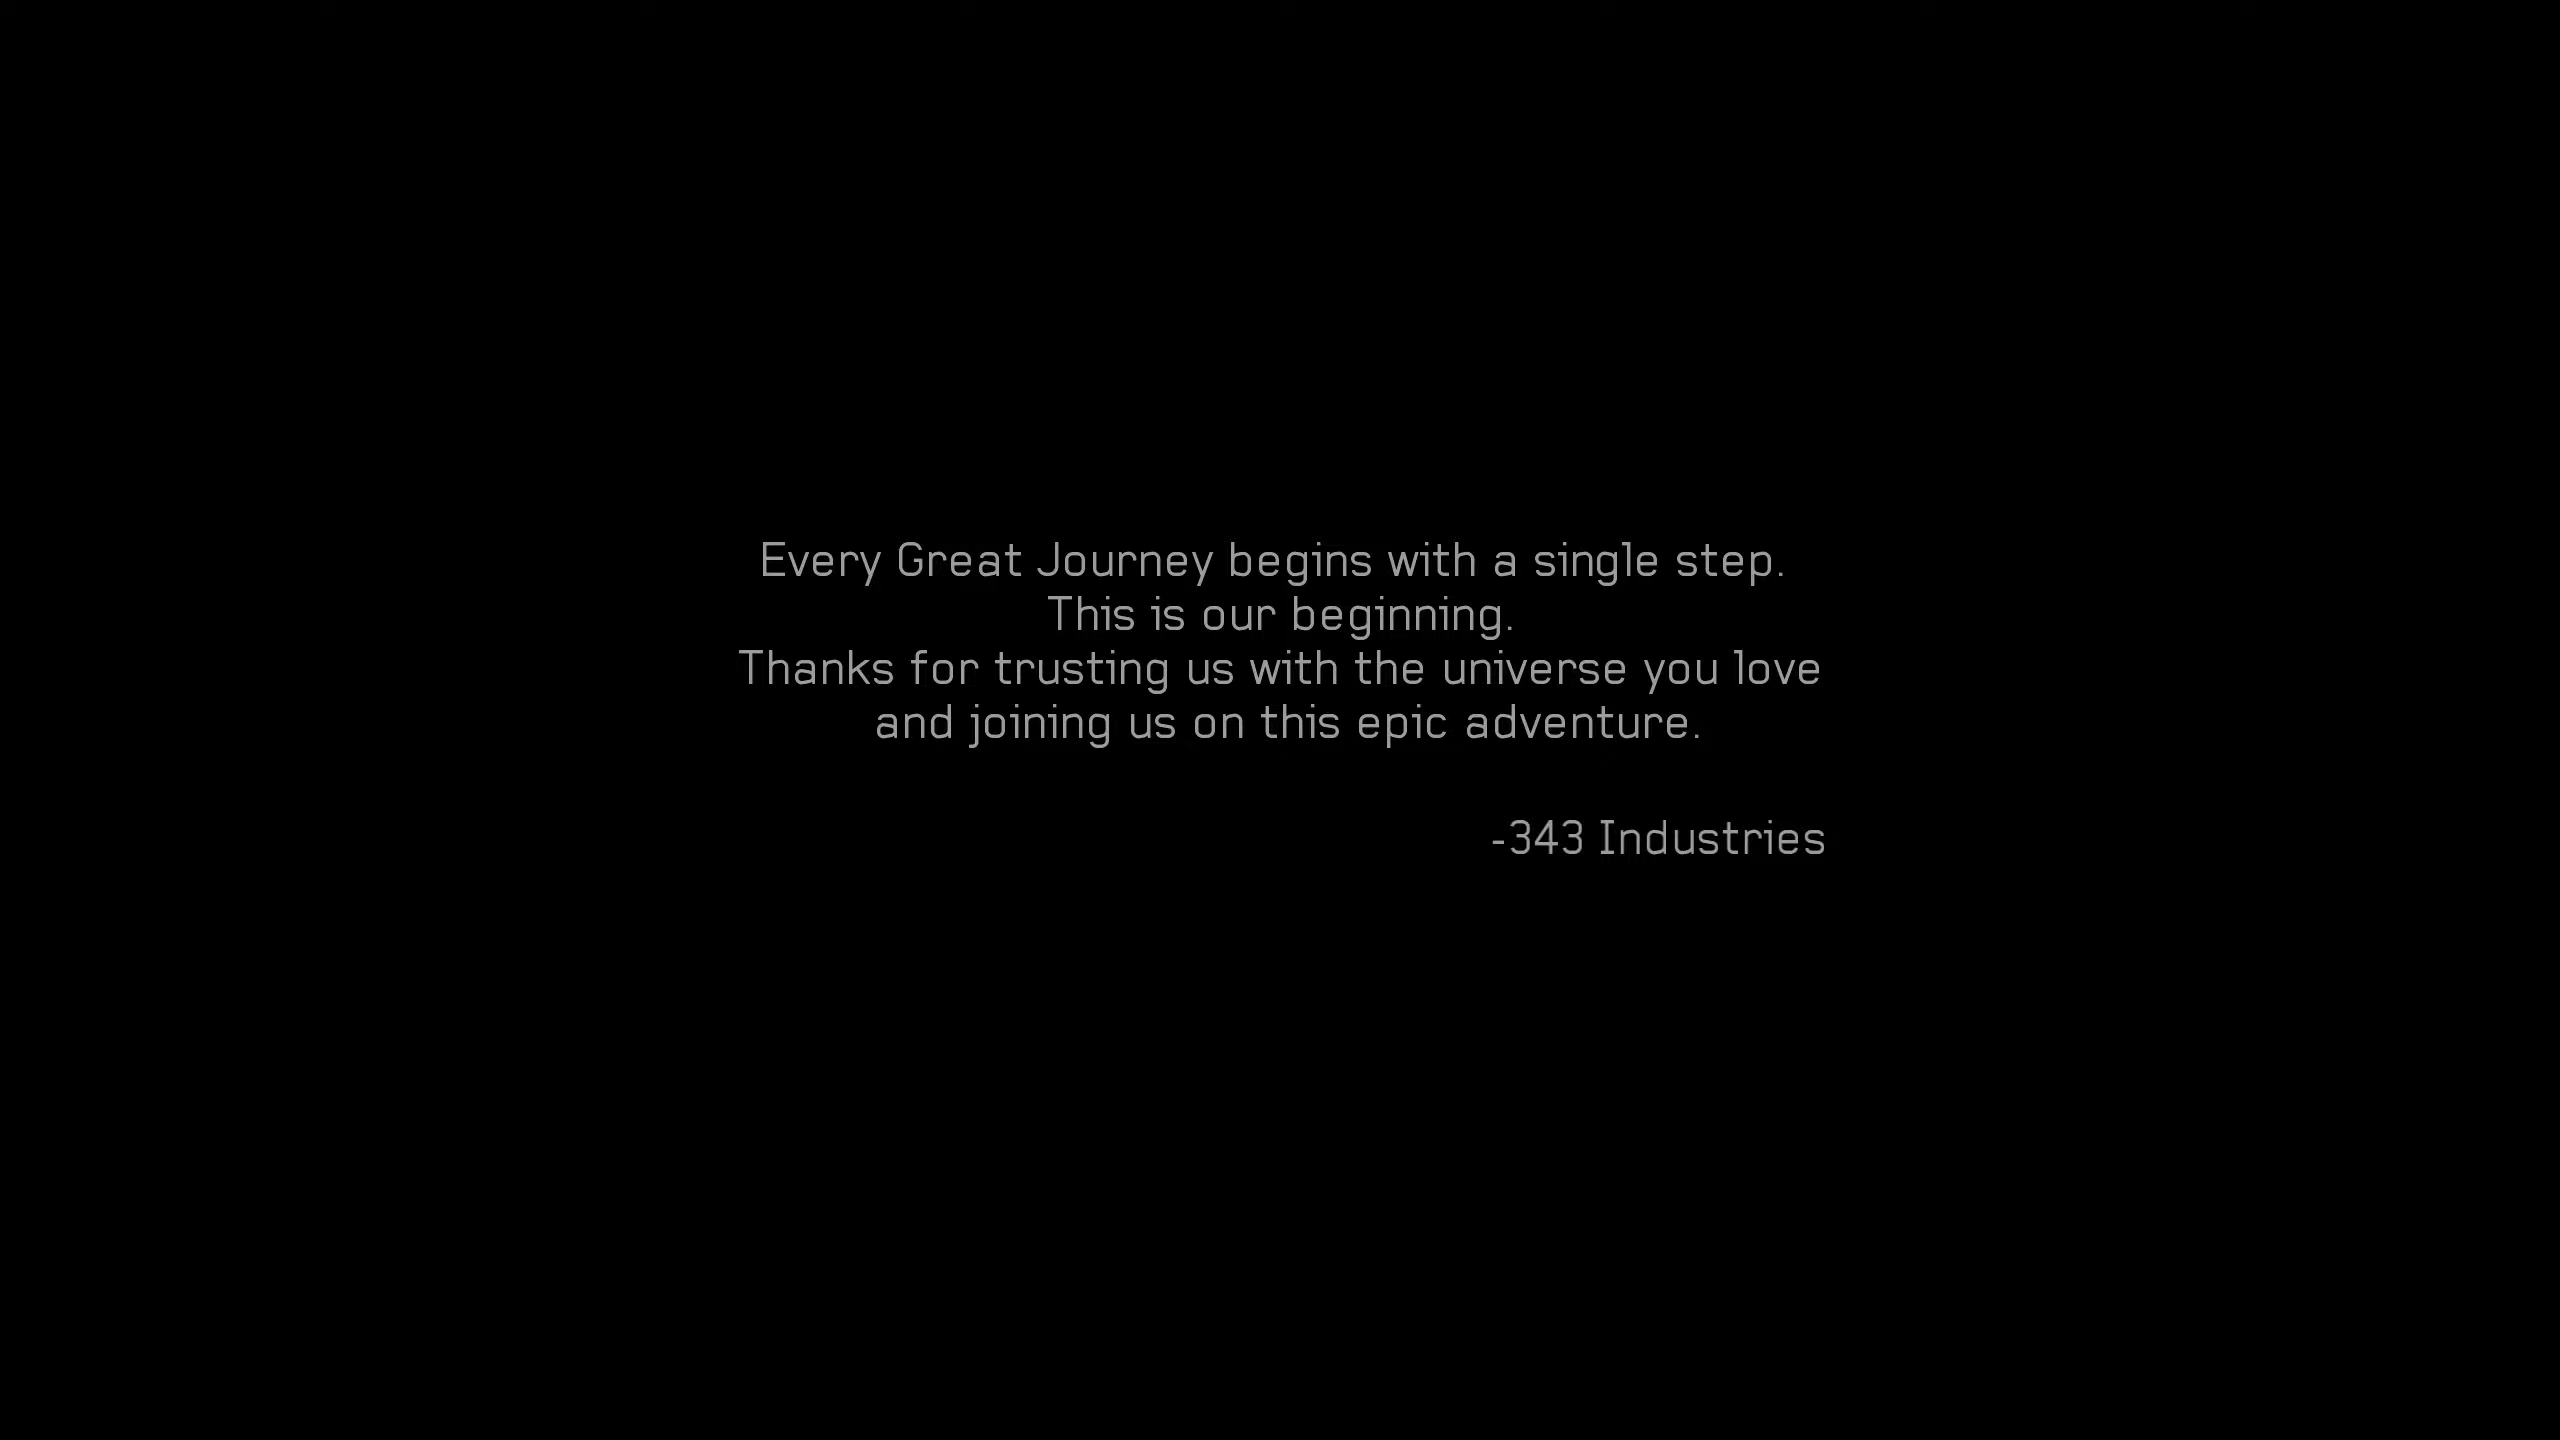 Every Great Journey begins with a single step.
This is our beginning.
Thanks for trusting us with the universe you love
and joining us on this epic adventure.
-343 Industries